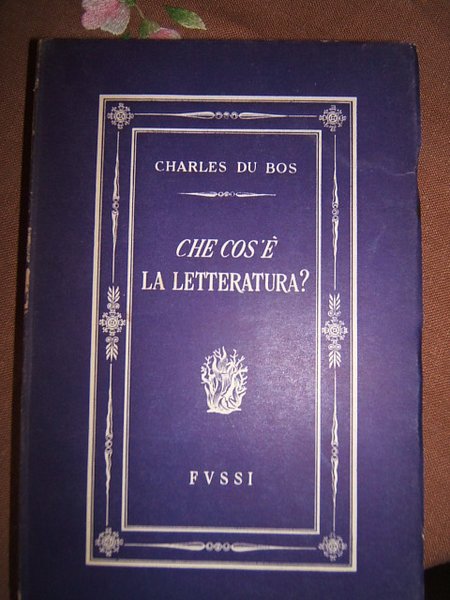 CHARLES DU BOS
CHE COS'È
LA LETTERATURA?
FVSSI